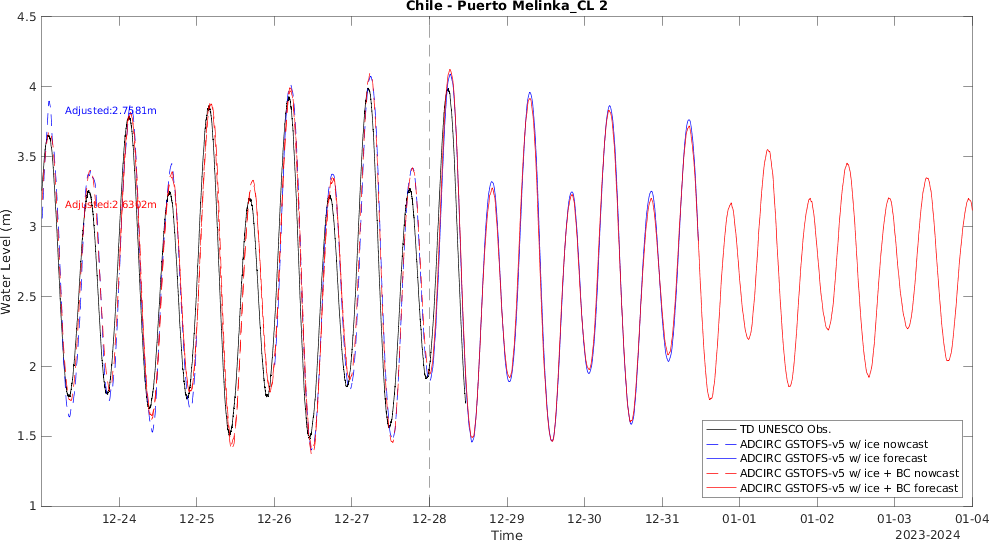 Chile - Puerto Melinka_CL 2
Water Level (m)
4.5
4
3.5
3
2.5
2
1.5
1
Adjusted:2.7581m
Adjusted:2.6302m
TD UNESCO Obs.
ADCIRC GSTOFS-v5 w/ ice nowcast
ADCIRC GSTOFS-v5 w/ ice forecast
ADCIRC GSTOFS-v5 w/ ice + BC nowcast
ADCIRC GSTOFS-v5 w/ ice + BC forecast
12-24 12-25 12-26 12-27 12-28 12-29 12-30 12-31 01-01 01-02 01-03 01-04
Time
2023-2024